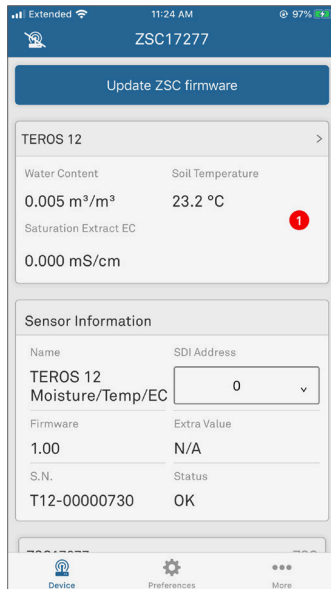 Extended 11:24 AM 97%
ZSC17277
Update ZSC firmware
TEROS 12 >
Water Content Soil Temperature
0.005 m³/m³ 23.2 °C
1
Saturation Extract EC
0.000 mS/cm
Sensor Information
Name SDI Address
TEROS 12
Moisture/Temp/EC 0
Firmware Extra Value
1.00 N/A
S.N. Status
T12-00000730 OK
Device Preferences More